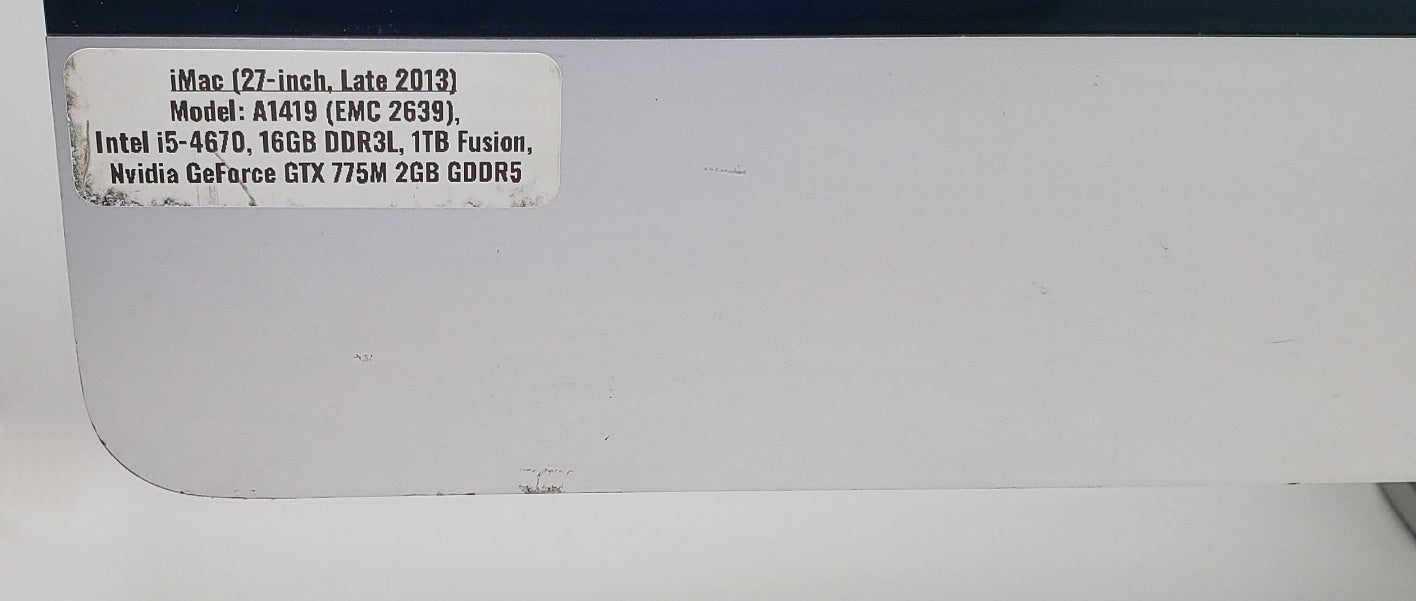 iMac (27-inch, Late 2013)
Model: A1419 (EMC 2639),
Intel i5-4670, 16GB DDR3L, 1TB Fusion,
Nvidia GeForce GTX 775M 2GB GDDR5